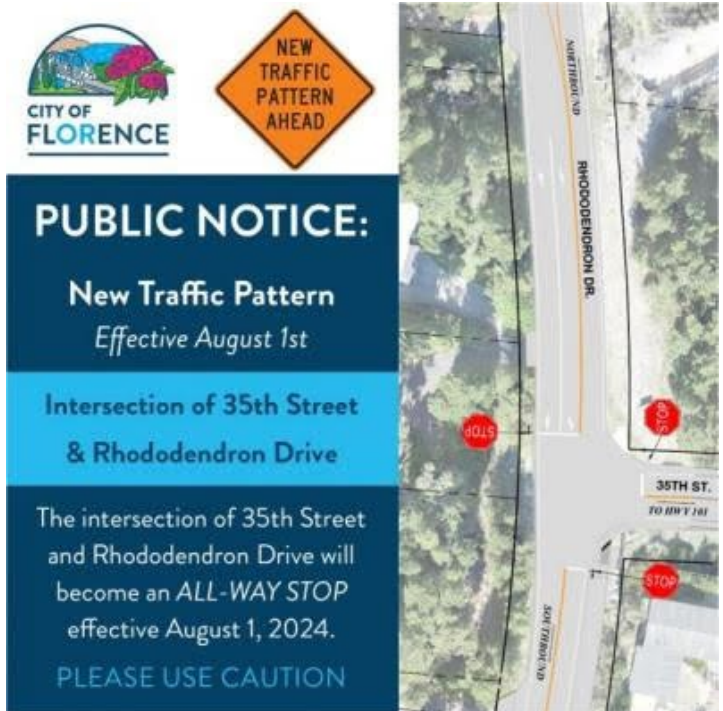 CITY OF
FLORENCE
NEW
TRAFFIC
PATTERN
AHEAD
PUBLIC NOTICE:
New Traffic Pattern
Effective August 1st
Intersection of 35th Street
& Rhododendron Drive
The intersection of 35th Street
and Rhododendron Drive will
become an ALL-WAY STOP
effective August 1, 2024.
PLEASE USE CAUTION
NORTHBOUND
RHODODENDRON DR.
STOP
STOP
35TH ST.
TO HWY 101
STOP
SOUTHBOUND